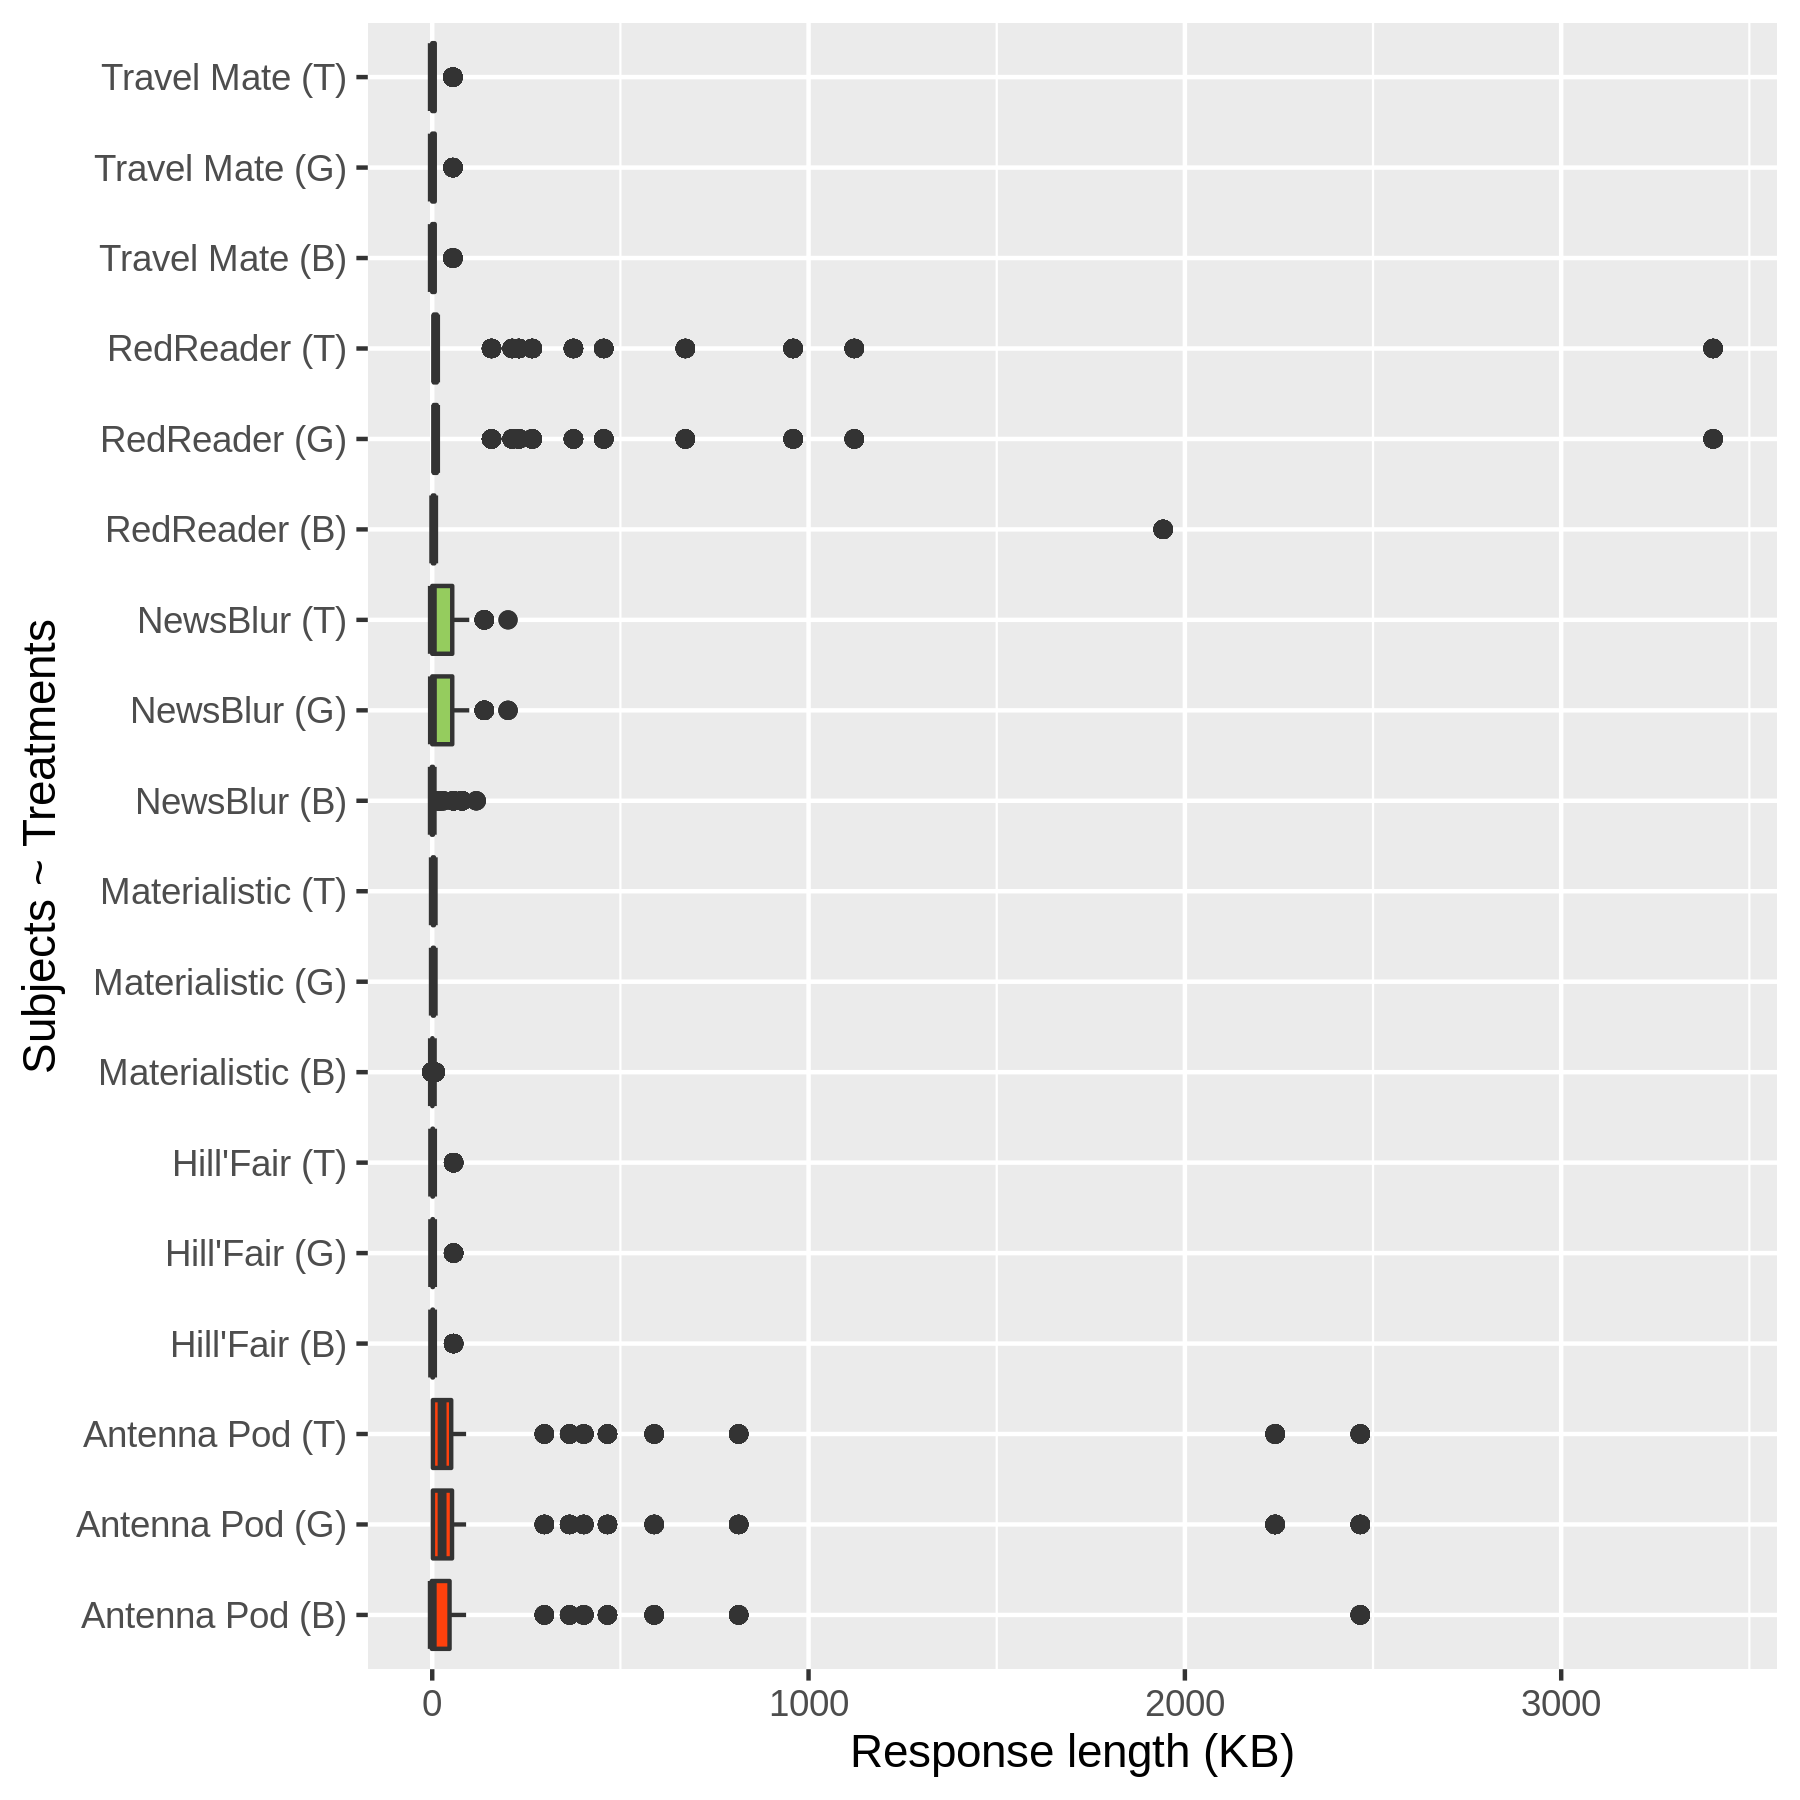 Travel Mate (T)
Travel Mate (G)
Travel Mate (B)
RedReader (T)
RedReader (G)
RedReader (B)
NewsBlur (T)
NewsBlur (G)
NewsBlur (B)
Materialistic (T)
Materialistic (G)
Materialistic (B)
Hill'Fair (T)
Hill'Fair (G)
Hill'Fair (B)
Antenna Pod (T)
Antenna Pod (G)
Antenna Pod (B)
Subjects ~ Treatments
0 1000 2000 3000
Response length (KB)